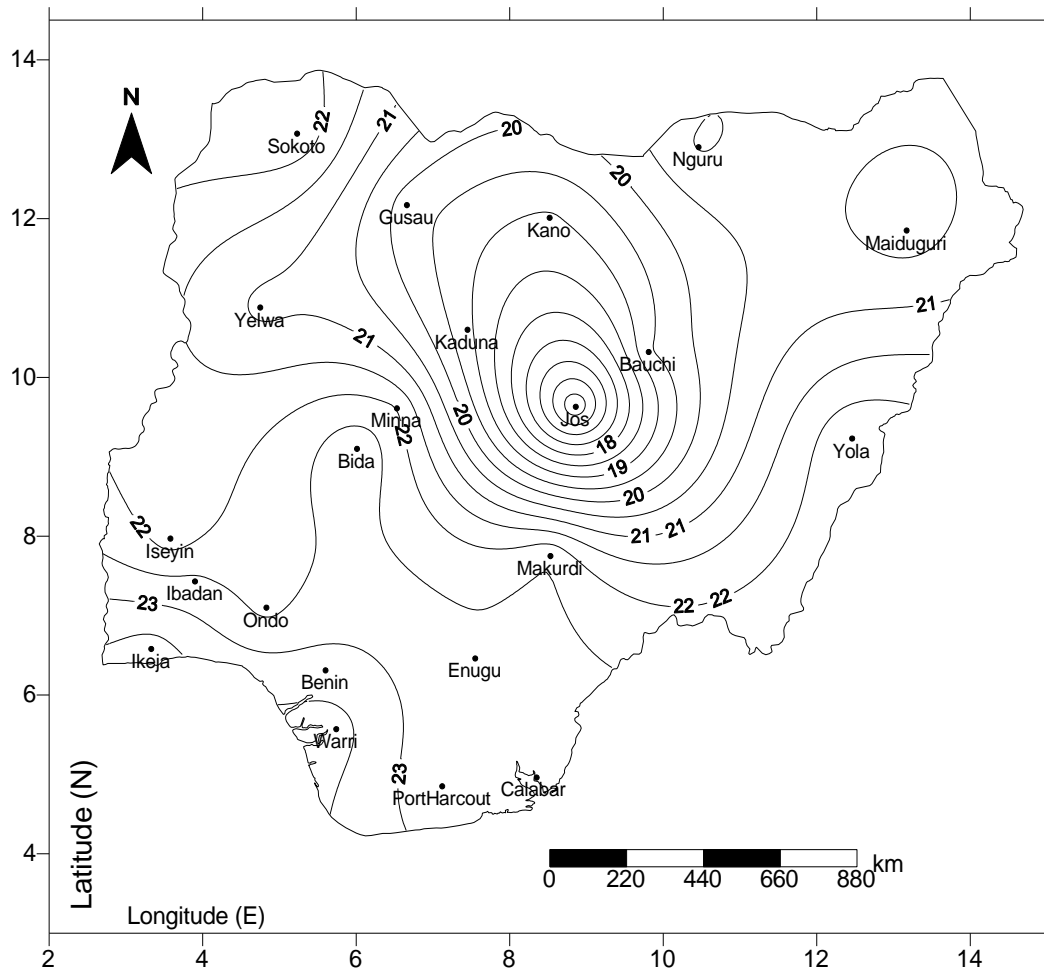 14
12
10
8
6
4
N
22
21
20
20
Sokoto
Nguru
Gusau
Kano
Maiduguri
Yelwa
21
21
Kaduna
Bauchi
Minna
20
Jos
22
18
Bida
Yola
19
20
22
21 21
Iseyin
Makurdi
Ibadan
22 22
23
Ondo
Ikeja
Enugu
Benin
Warri
23
PortHarcout
Calabar
km
0 220 440 660 880
Latitude (N)
Longitude (E)
2 4 6 8 10 12 14